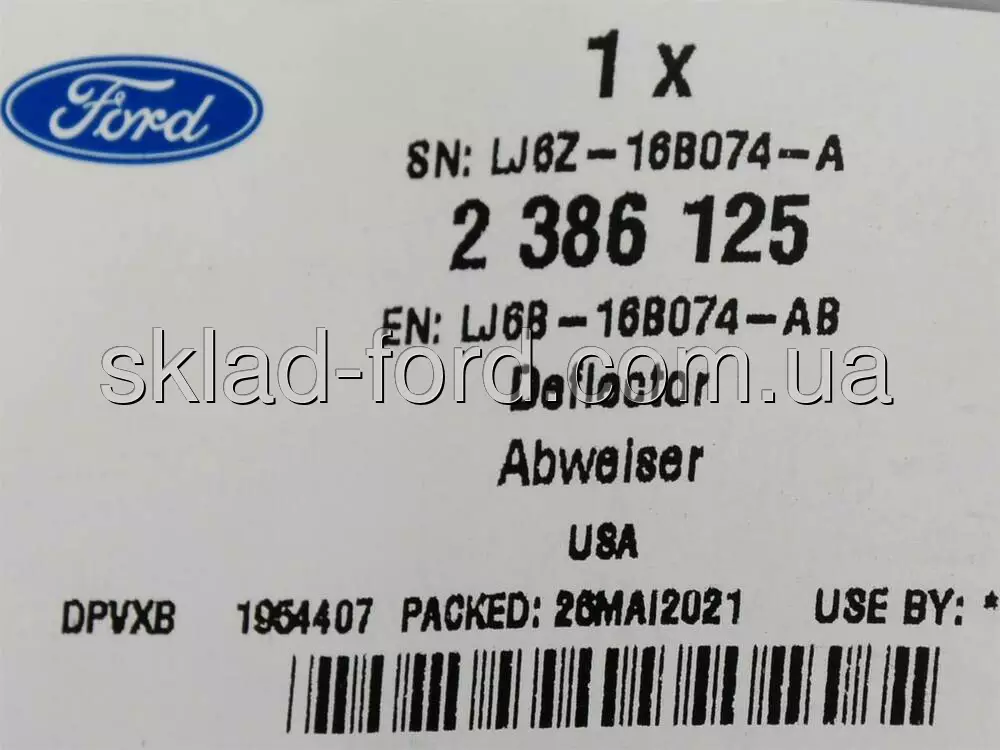 Ford
1 x
SN: LJ6Z-16B074-A
2 386 125
EN: LJ6B-16B074-AB
sklad-ford.com.ua
Deflector
Abweiser
USA
DPVXB 1954407 PACKED: 26MAI2021 USE BY: *